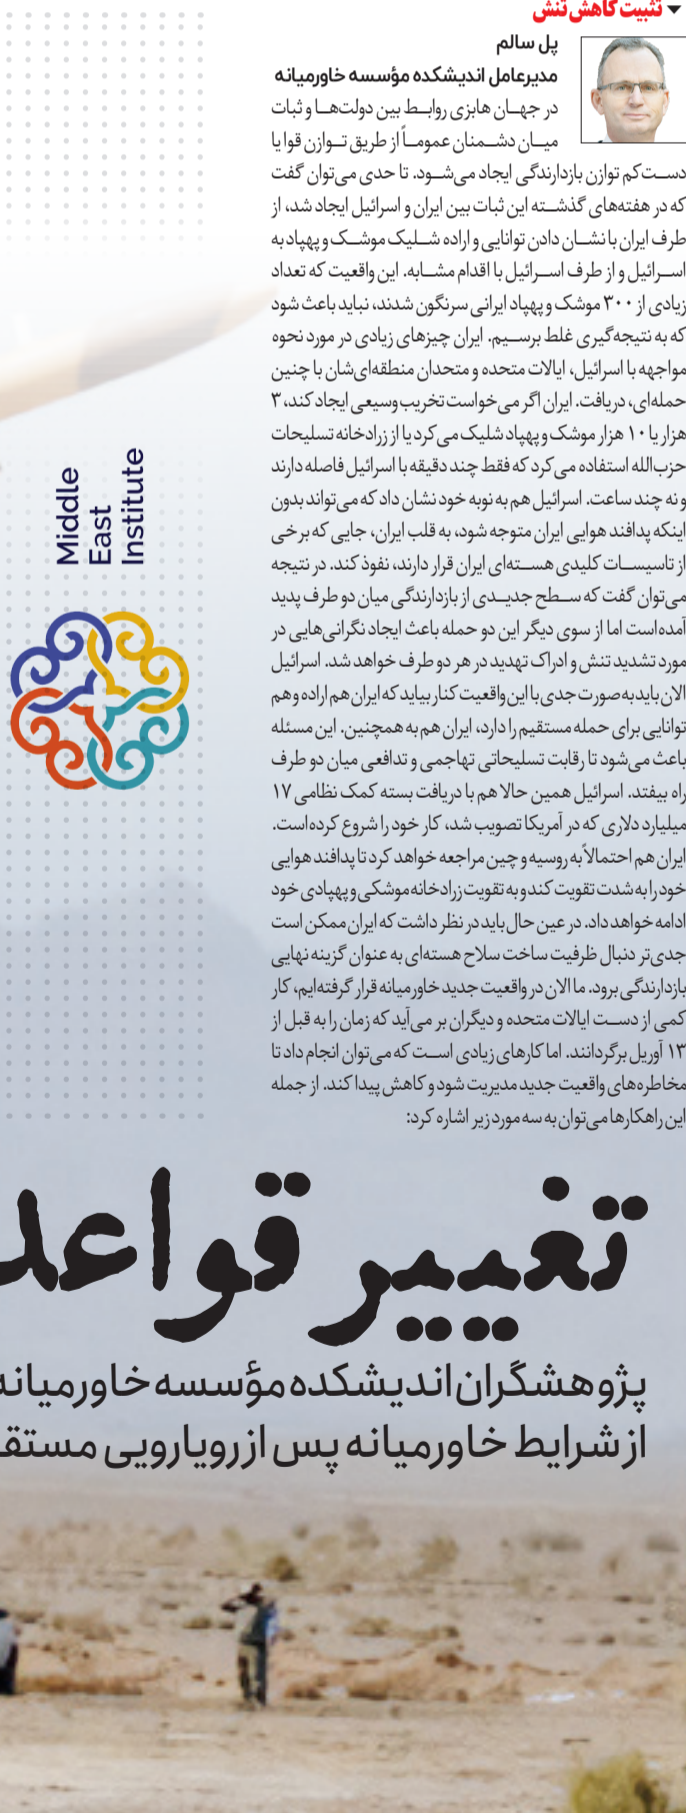 تثبیت کاهش تنش
پل سالم
مدیرعامل اندیشکده مؤسسه خاورمیانه
در جهان هابزی روابط بین دولت‌ها و ثبات
میان دشمنان عموماً از طریق توازن قوا یا
دست‌کم توازن بازدارندگی ایجاد می‌شود. تا حدی می‌توان گفت
که در هفته‌های گذشته این ثبات بین ایران و اسرائیل ایجاد شد، از
طرف ایران با نشان دادن توانایی و اراده شلیک موشک و پهپاد به
اسرائیل و از طرف اسرائیل با اقدام مشابه. این واقعیت که تعداد
زیادی از ۳۰۰ موشک و پهپاد ایرانی سرنگون شدند، نباید باعث شود
که به نتیجه‌گیری غلط برسیم. ایران چیزهای زیادی در مورد نحوه
مواجهه با اسرائیل، ایالات متحده و متحدان منطقه‌ای‌شان با چنین
حمله‌ای، دریافت. ایران اگر می‌خواست تخریب وسیعی ایجاد کند، ۳
هزار یا ۱۰ هزار موشک و پهپاد شلیک می‌کرد یا از زرادخانه تسلیحات
حزب‌الله استفاده می‌کرد که فقط چند دقیقه با اسرائیل فاصله دارند
و نه چند ساعت. اسرائیل هم به نوبه خود نشان داد که می‌تواند بدون
اینکه پدافند هوایی ایران متوجه شود، به قلب ایران، جایی که برخی
از تاسیسات کلیدی هسته‌ای ایران قرار دارند، نفوذ کند. در نتیجه
می‌توان گفت که سطح جدیدی از بازدارندگی میان دو طرف پدید
آمده‌است اما از سوی دیگر این دو حمله باعث ایجاد نگرانی‌هایی در
مورد تشدید تنش و ادراک تهدید در هر دو طرف خواهد شد. اسرائیل
الان باید به‌صورت جدی با این واقعیت کنار بیاید که ایران هم اراده و هم
توانایی برای حمله مستقیم را دارد، ایران هم به همچنین. این مسئله
باعث می‌شود تا رقابت تسلیحاتی تهاجمی و تدافعی میان دو طرف
راه بیفتد. اسرائیل همین حالا هم با دریافت بسته کمک نظامی ۱۷
میلیارد دلاری که در آمریکا تصویب شد، کار خود را شروع کرده‌است.
ایران هم احتمالاً به روسیه و چین مراجعه خواهد کرد تا پدافند هوایی
خود را به شدت تقویت کند و به تقویت زرادخانه موشکی و پهپادی خود
ادامه خواهد داد. در عین حال باید در نظر داشت که ایران ممکن است
جدی‌تر دنبال ظرفیت ساخت سلاح هسته‌ای به عنوان گزینه نهایی
بازدارندگی برود. ما الان در واقعیت جدید خاورمیانه قرار گرفته‌ایم، کار
کمی از دست ایالات متحده و دیگران بر می‌آید که زمان را به قبل از
۱۳ آوریل برگردانند. اما کارهای زیادی است که می‌توان انجام داد تا
مخاطره‌های واقعیت جدید مدیریت شود و کاهش پیدا کند. از جمله
این راهکارها می‌توان به سه مورد زیر اشاره کرد:
Middle
East
Institute
تغییر قواعد
پژوهشگران اندیشکده مؤسسه خاورمیانه
از شرایط خاورمیانه پس از رویارویی